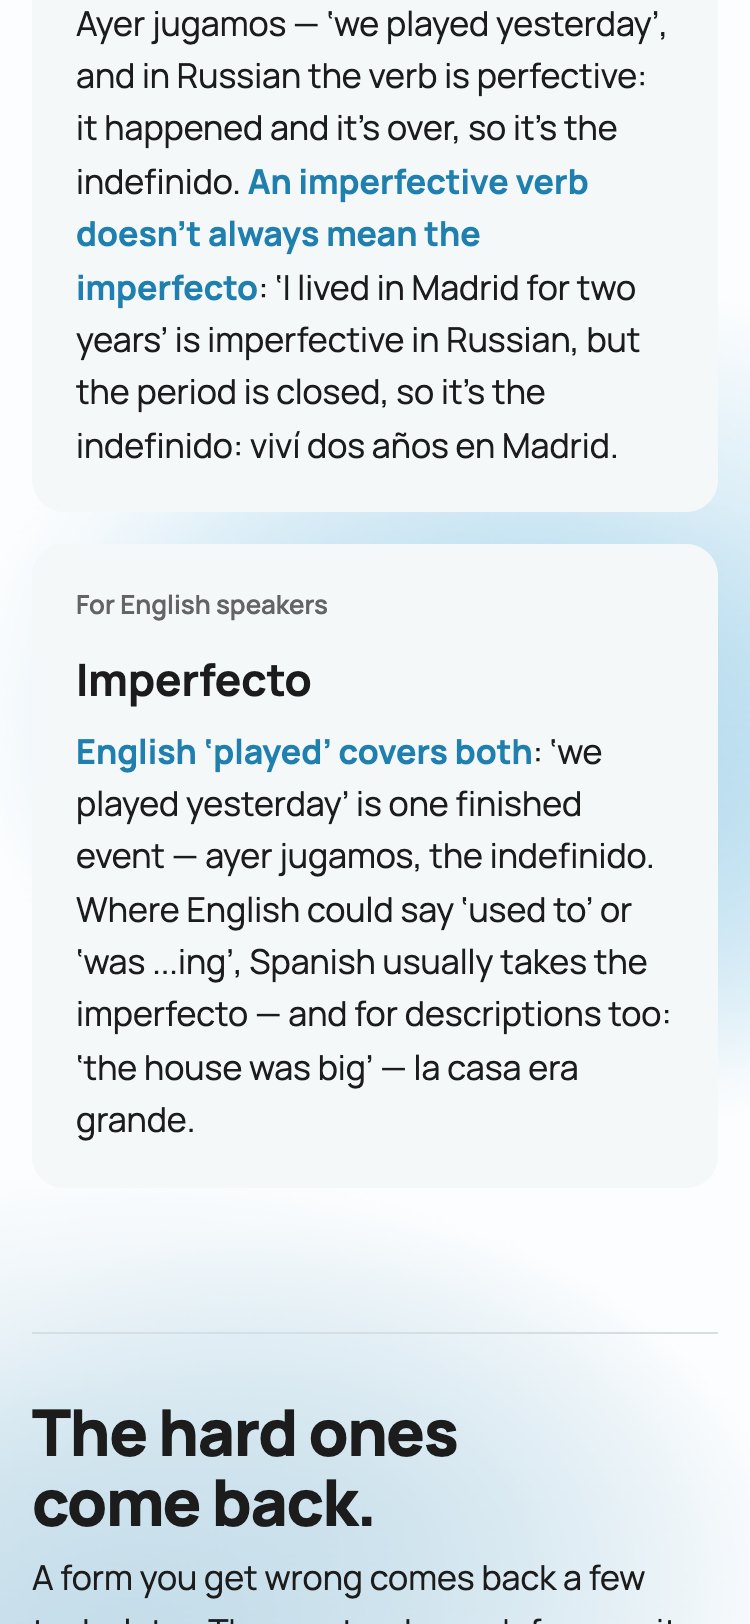 Ayer jugamos — ‘we played yesterday’,
and in Russian the verb is perfective:
it happened and it’s over, so it’s the
indefinido. An imperfective verb
doesn’t always mean the
imperfecto: ‘I lived in Madrid for two
years’ is imperfective in Russian, but
the period is closed, so it’s the
indefinido: viví dos años en Madrid.
For English speakers
Imperfecto
English ‘played’ covers both: ‘we
played yesterday’ is one finished
event — ayer jugamos, the indefinido.
Where English could say ‘used to’ or
‘was ...ing’, Spanish usually takes the
imperfecto — and for descriptions too:
‘the house was big’ — la casa era
grande.
The hard ones
come back.
A form you get wrong comes back a few